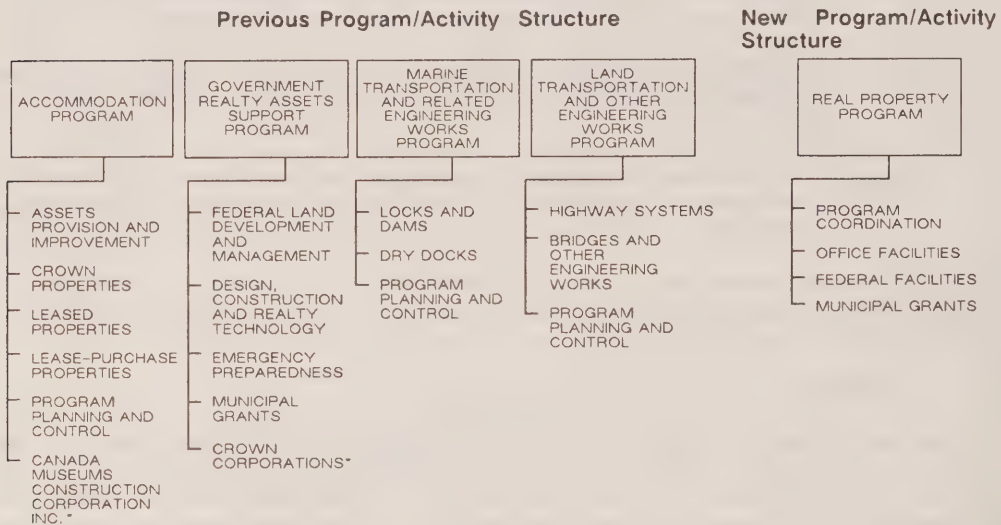 Previous Program/Activity Structure
New Program/Activity
Structure
ACCOMMODATION
PROGRAM
ASSETS
PROVISION AND
IMPROVEMENT
CROWN
PROPERTIES
LEASED
PROPERTIES
LEASE-PURCHASE
PROPERTIES
PROGRAM
PLANNING AND
CONTROL
CANADA
MUSEUMS
CONSTRUCTION
CORPORATION
INC.*
GOVERNMENT
REALTY ASSETS
SUPPORT
PROGRAM
FEDERAL LAND
DEVELOPMENT
AND
MANAGEMENT
DESIGN,
CONSTRUCTION
AND REALTY
TECHNOLOGY
EMERGENCY
PREPAREDNESS
MUNICIPAL
GRANTS
CROWN
CORPORATIONS*
MARINE
TRANSPORTATION
AND RELATED
ENGINEERING
WORKS
PROGRAM
LOCKS AND
DAMS
DRY DOCKS
PROGRAM
PLANNING AND
CONTROL
LAND
TRANSPORTATION
AND OTHER
ENGINEERING
WORKS PROGRAM
HIGHWAY SYSTEMS
BRIDGES AND
OTHER
ENGINEERING
WORKS
PROGRAM
PLANNING AND
CONTROL
REAL PROPERTY
PROGRAM
PROGRAM
COORDINATION
OFFICE FACILITIES
FEDERAL FACILITIES
MUNICIPAL GRANTS